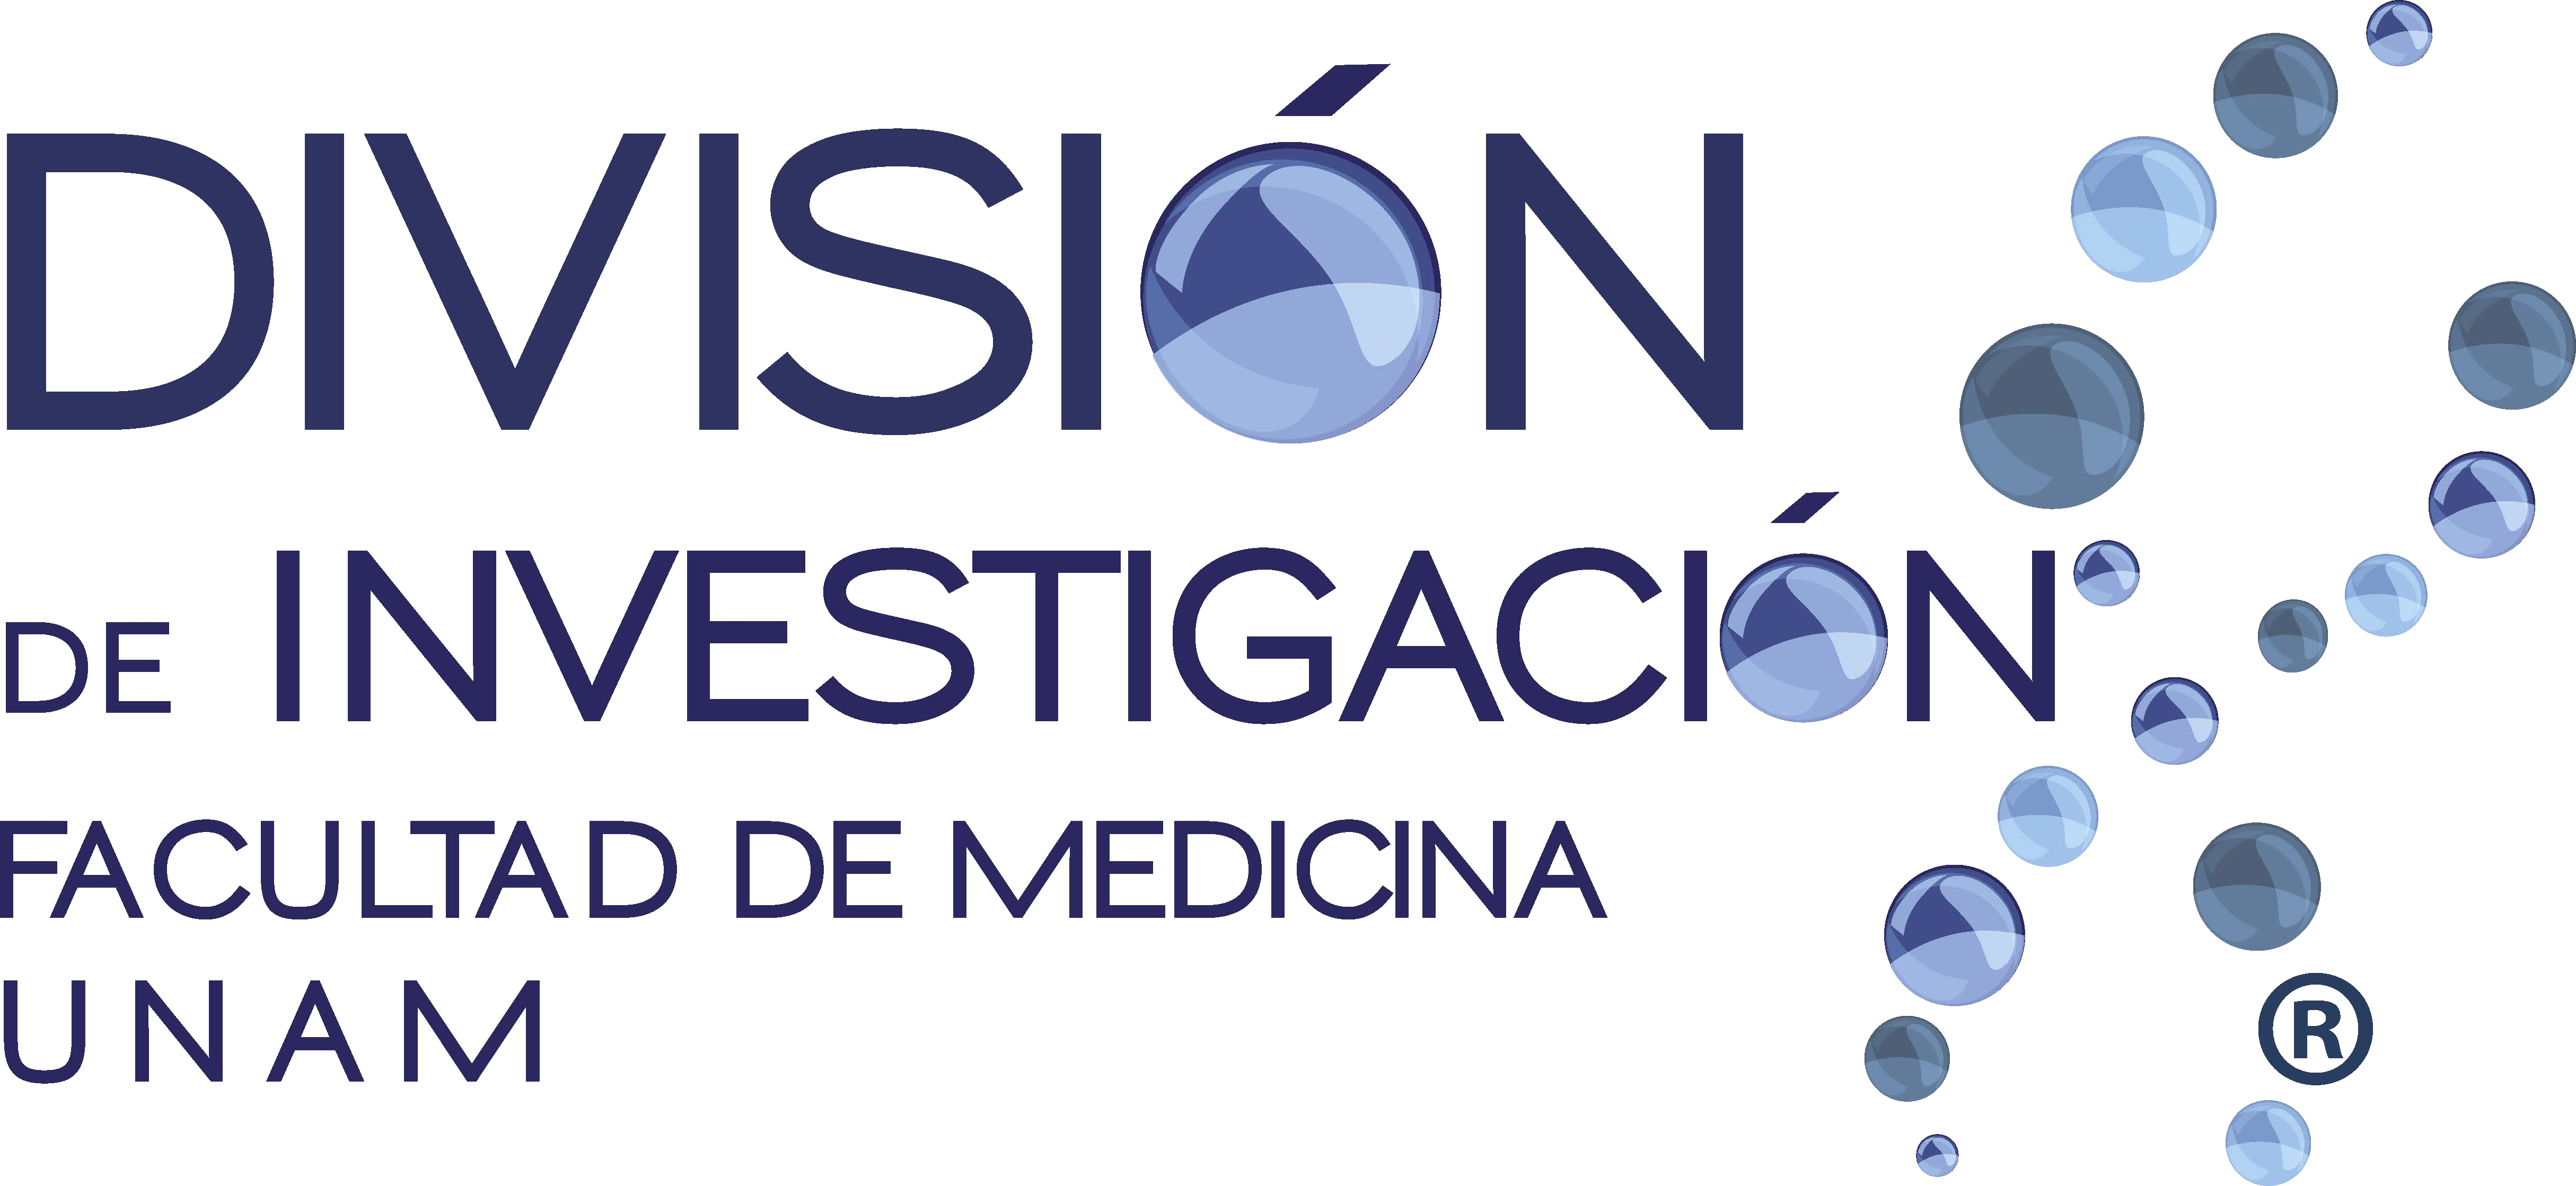 DIVISIÓN
DE INVESTIGACIÓN
FACULTAD DE MEDICINA
UNAM
®